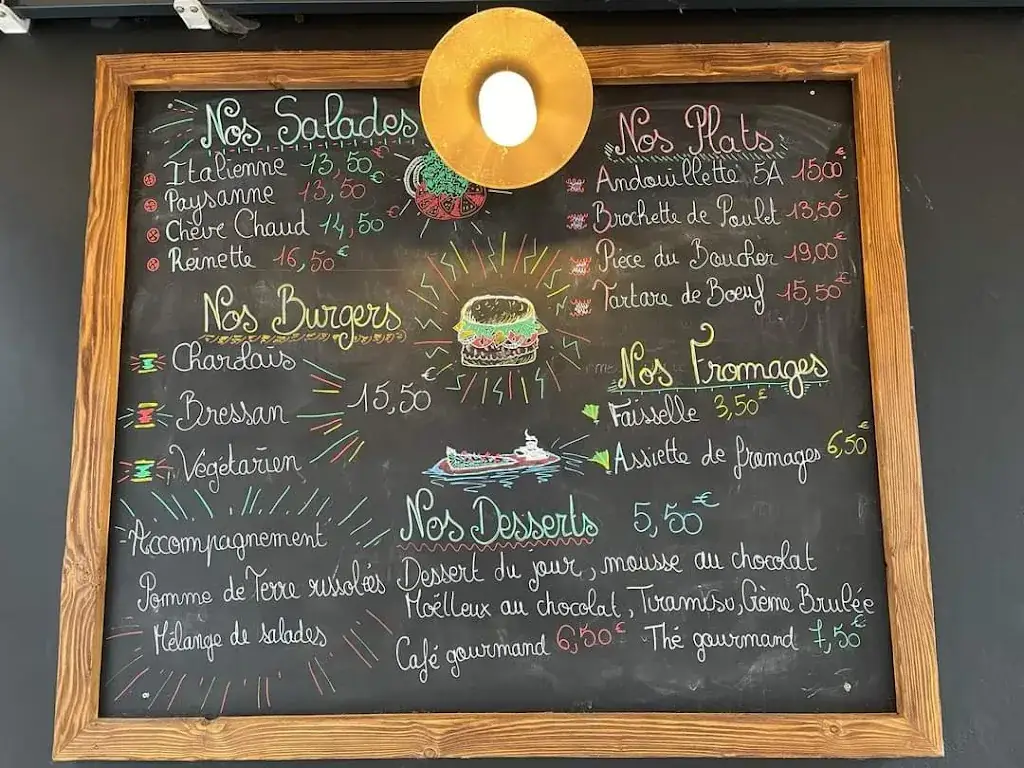 Nos Salades
Italienne 13,50€
Paysanne 13,50€
Chèvre Chaud 14,50€
Reinette 16,50€
Nos Burgers
Charolais
Bressan 15,50€
Végétarien
Accompagnement
Pomme de Terre rissolées
Mélange de salades
Nos Plats
Andouillette 5A 15,00€
Brochette de Poulet 13,50€
Pièce du Boucher 19,00€
Tartare de Boeuf 15,50€
Nos Fromages
Faisselle 3,50€
Assiette de fromages 6,50€
Nos Desserts 5,50€
Dessert du jour, mousse au chocolat
Moëlleux au chocolat, Tiramiso, Crème Brulée
Café gourmand 6,50€ Thé gourmand 7,50€